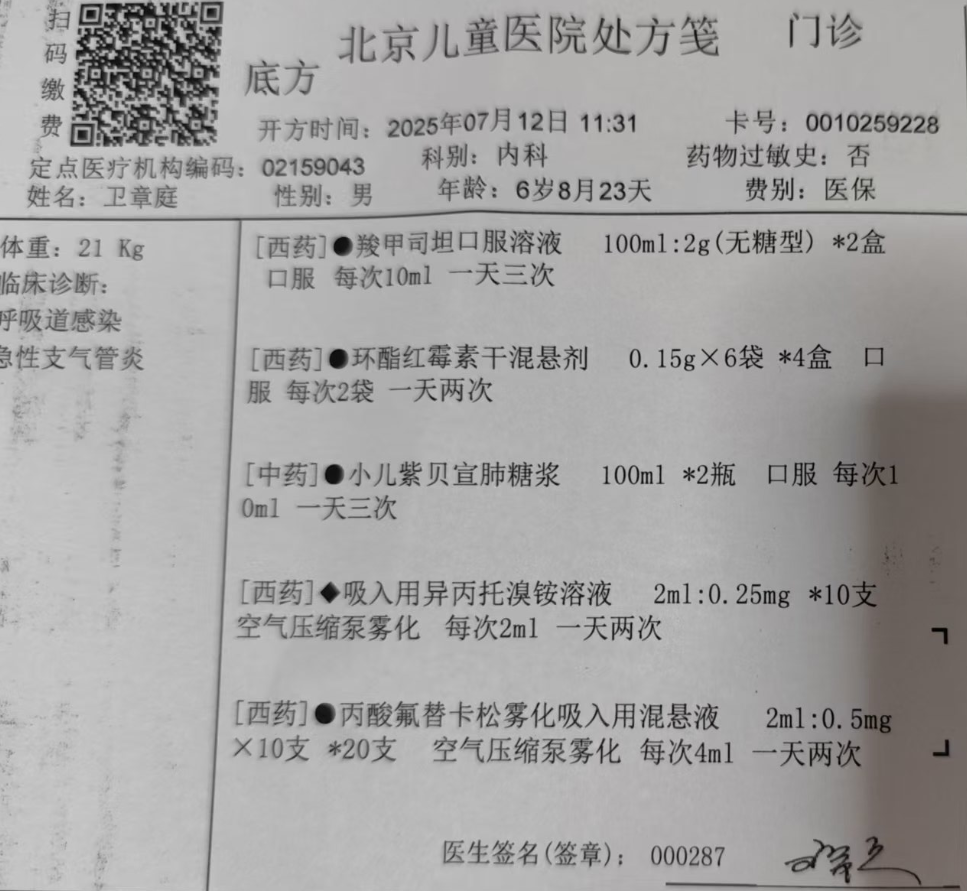 扫码缴费
北京儿童医院处方笺 门诊
底方
开方时间：2025年07月12日 11:31 卡号：0010259228
定点医疗机构编码：02159043 科别：内科 药物过敏史：否
姓名：卫章庭 性别：男 年龄：6岁8月23天 费别：医保
体重：21 Kg
临床诊断：
呼吸道感染
急性支气管炎
[西药]●羧甲司坦口服溶液 100ml:2g(无糖型) *2盒
口服 每次10ml 一天三次
[西药]●环酯红霉素干混悬剂 0.15g×6袋 *4盒 口
服 每次2袋 一天两次
[中药]●小儿紫贝宣肺糖浆 100ml *2瓶 口服 每次1
0ml 一天三次
[西药]◆吸入用异丙托溴铵溶液 2ml:0.25mg *10支
空气压缩泵雾化 每次2ml 一天两次
[西药]●丙酸氟替卡松雾化吸入用混悬液 2ml:0.5mg
×10支 *20支 空气压缩泵雾化 每次4ml 一天两次
医生签名(签章)：000287